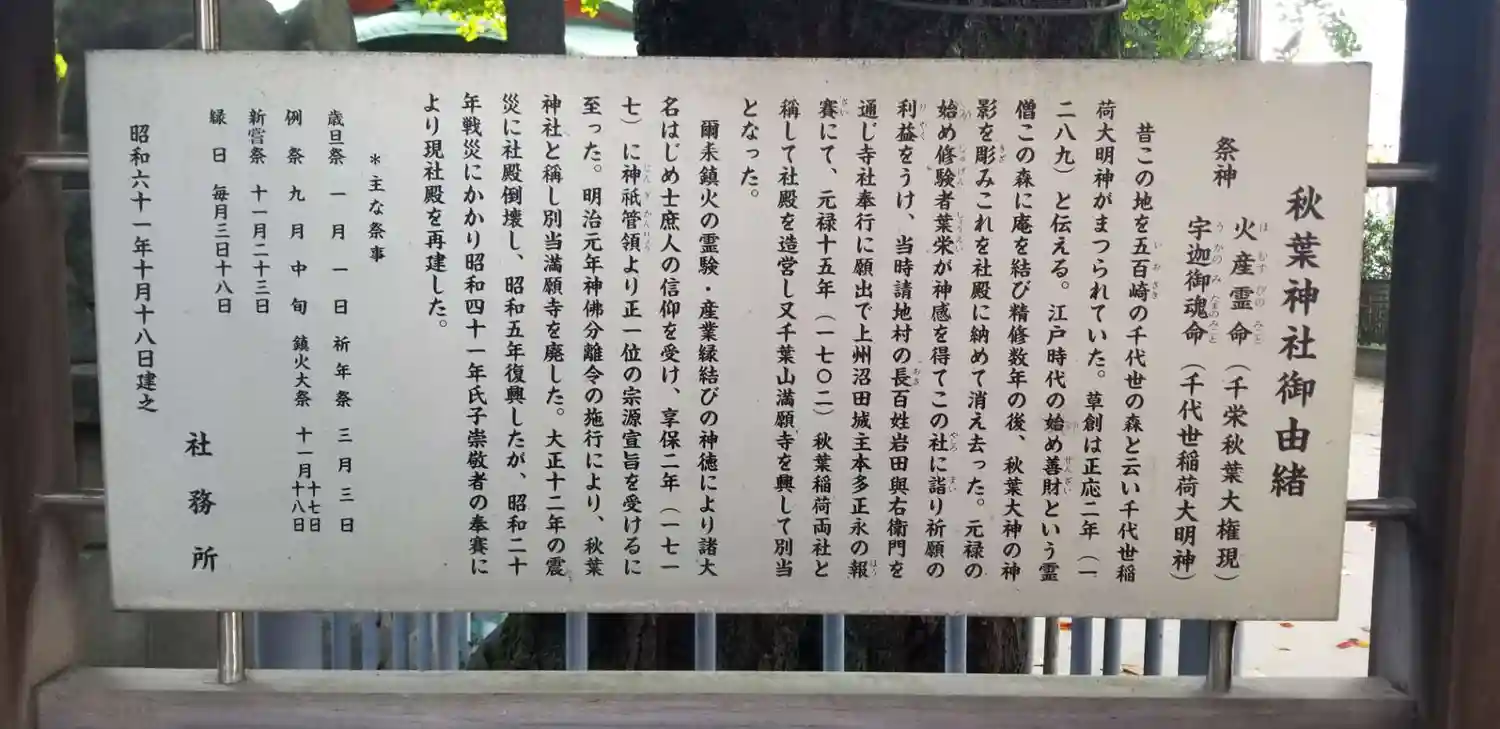 秋葉神社御由緒
祭神　火産霊命（千栄秋葉大権現）
宇迦御魂命（千代世稲荷大明神）
昔この地を五百崎の千代世の森と云い千代世稲
荷大明神がまつられていた。草創は正応二年（一
二八九）と伝える。江戸時代の始め善財という霊
僧この森に庵を結び精修数年の後、秋葉大神の神
影を彫みこれを社殿に納めて消え去った。元禄の
始め修験者葉栄が神感を得てこの社に詣り祈願の
利益をうけ、当時請地村の長百姓岩田與右衛門を
通じ寺社奉行に願出で上州沼田城主本多正永の報
賽にて、元禄十五年（一七〇二）秋葉稲荷両社と
稱して社殿を造営し又千葉山満願寺を興して別当
となった。
爾来鎮火の霊験・産業縁結びの神徳により諸大
名はじめ士庶人の信仰を受け、享保二年（一七一
七）に神祇管領より正一位の宗源宣旨を受けるに
至った。明治元年神佛分離令の施行により、秋葉
神社と稱し別当満願寺を廃した。大正十二年の震
災に社殿倒壊し、昭和五年復興したが、昭和二十
年戦災にかかり昭和四十一年氏子崇敬者の奉賽に
より現社殿を再建した。
＊主な祭事
歳旦祭　一月一日　祈年祭　三月三日
例祭　九月中旬　鎮火大祭　十一月十七日十八日
新嘗祭　十一月二十三日
縁日　毎月三日十八日
昭和六十一年十月十八日建之
社務所